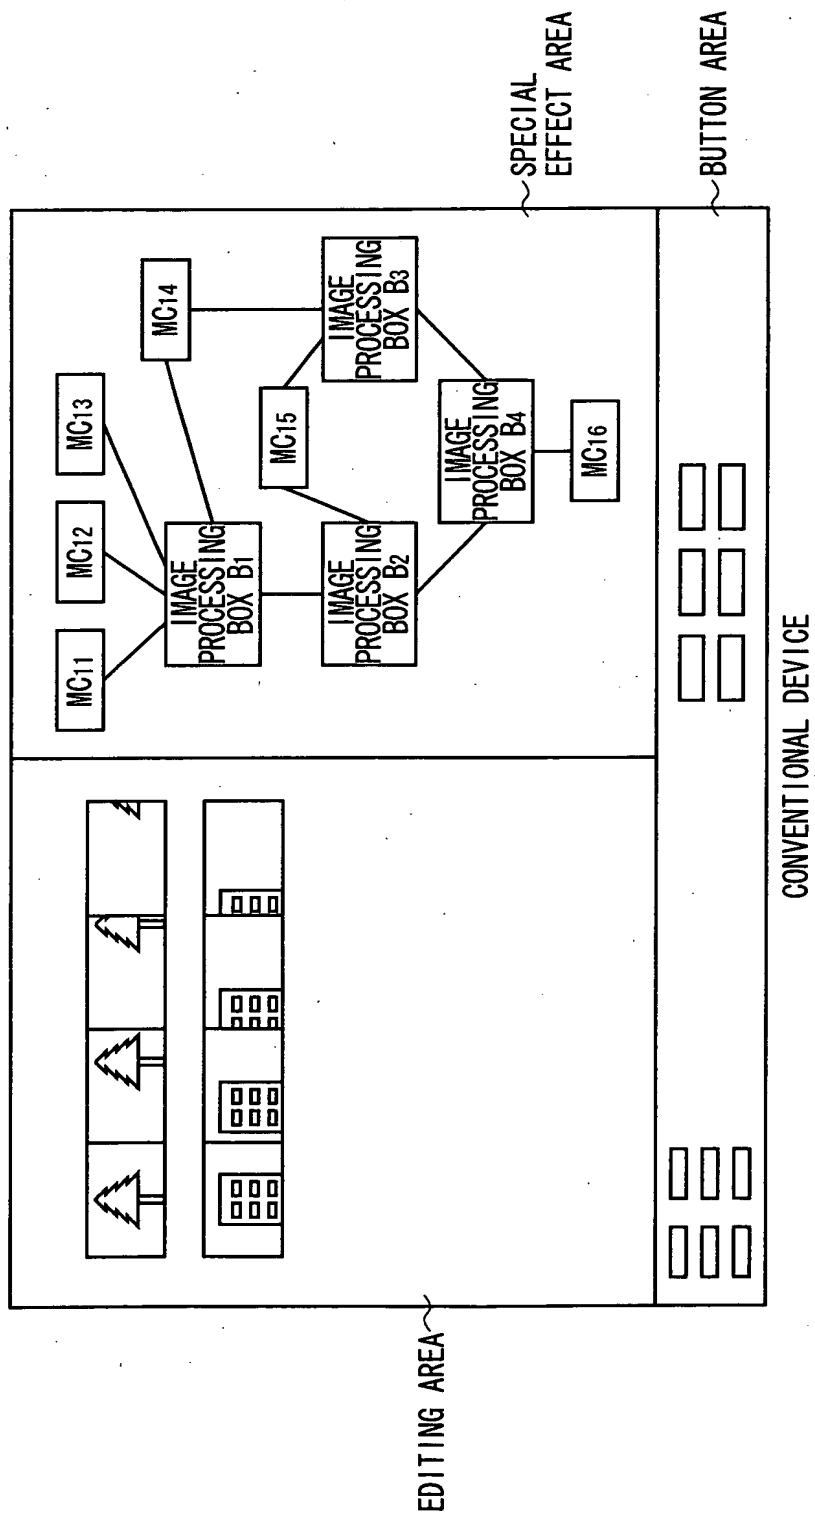 MC11
MC12
MC13
MC14
IMAGE
PROCESSING
BOX B1
MC15
IMAGE
PROCESSING
BOX B2
IMAGE
PROCESSING
BOX B3
IMAGE
PROCESSING
BOX B4
MC16
EDITING AREA
SPECIAL
EFFECT AREA
BUTTON AREA
CONVENTIONAL DEVICE